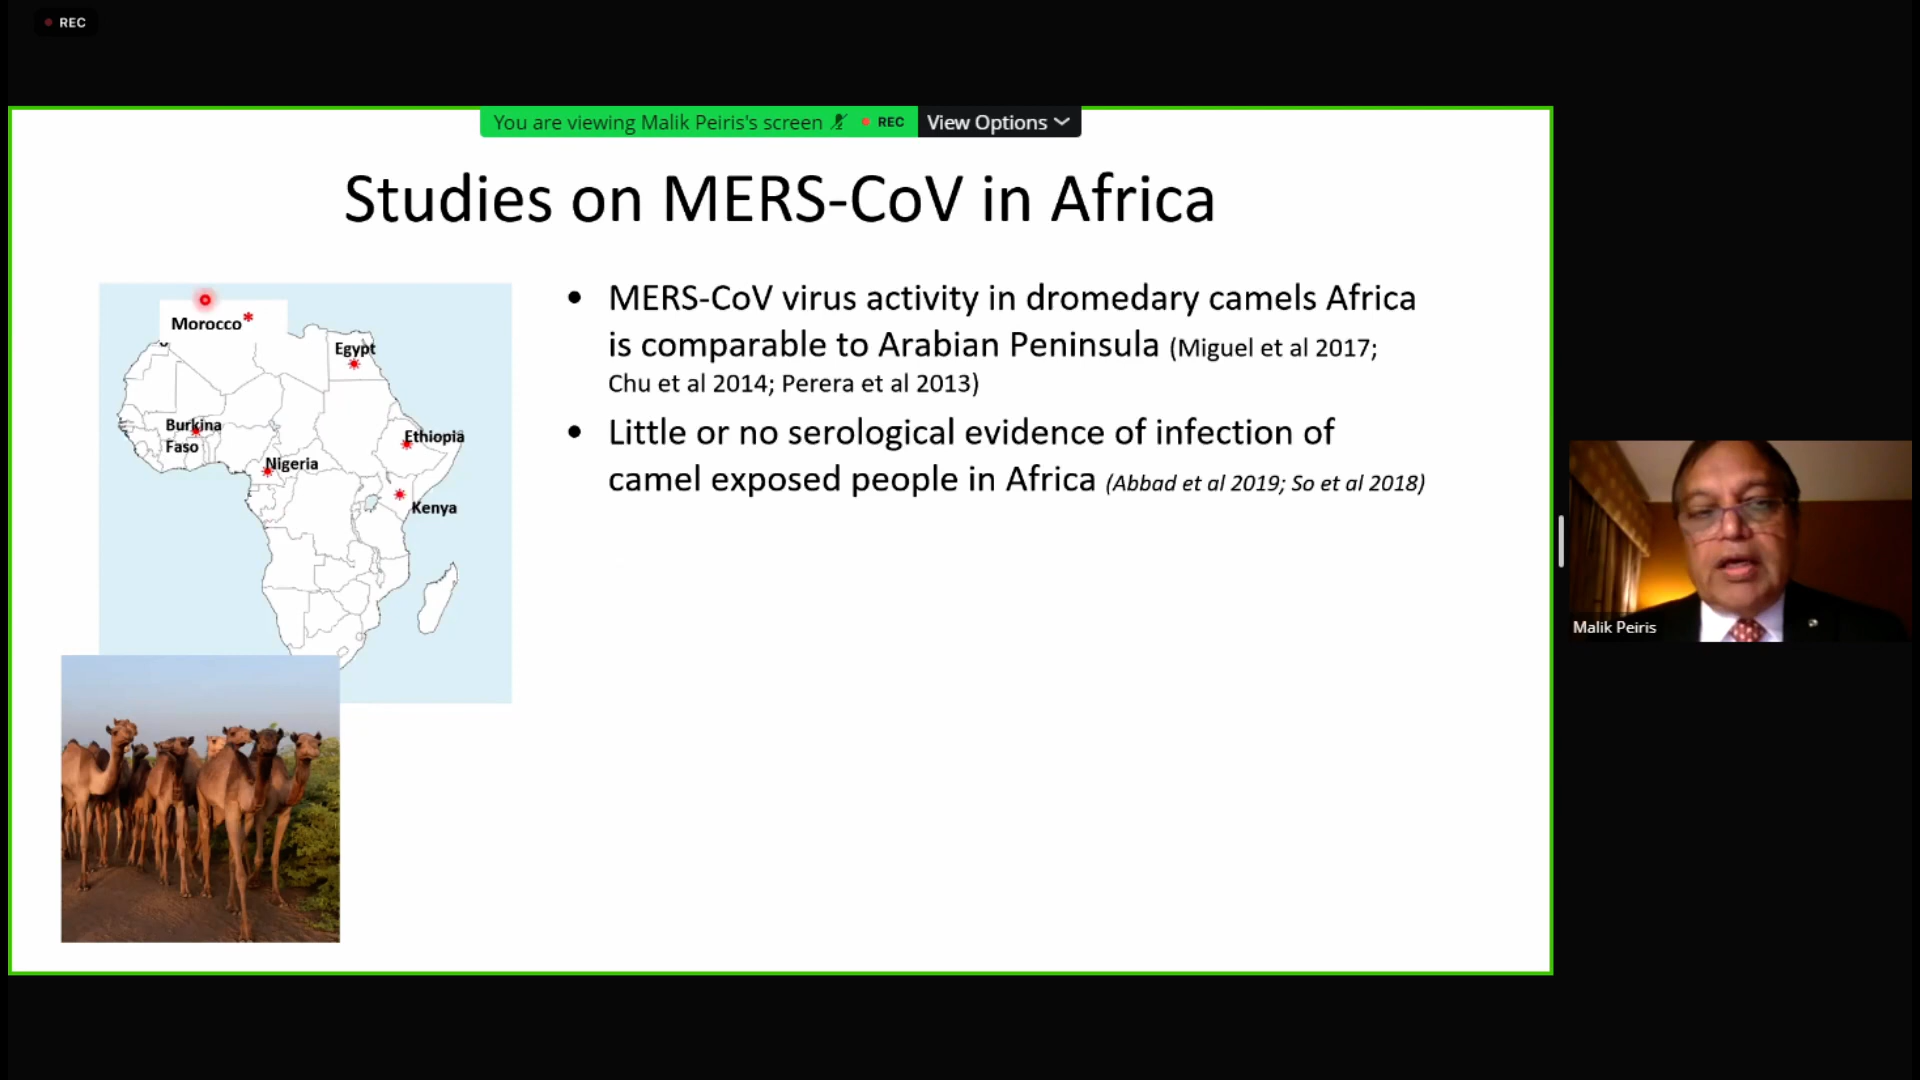 REC
You are viewing Malik Peiris's screen REC View Options
Studies on MERS-CoV in Africa
Morocco*
Egypt
Burkina
Faso
Ethiopia
Nigeria
Kenya
• MERS-CoV virus activity in dromedary camels Africa
is comparable to Arabian Peninsula (Miguel et al 2017;
Chu et al 2014; Perera et al 2013)
• Little or no serological evidence of infection of
camel exposed people in Africa (Abbad et al 2019; So et al 2018)
Malik Peiris